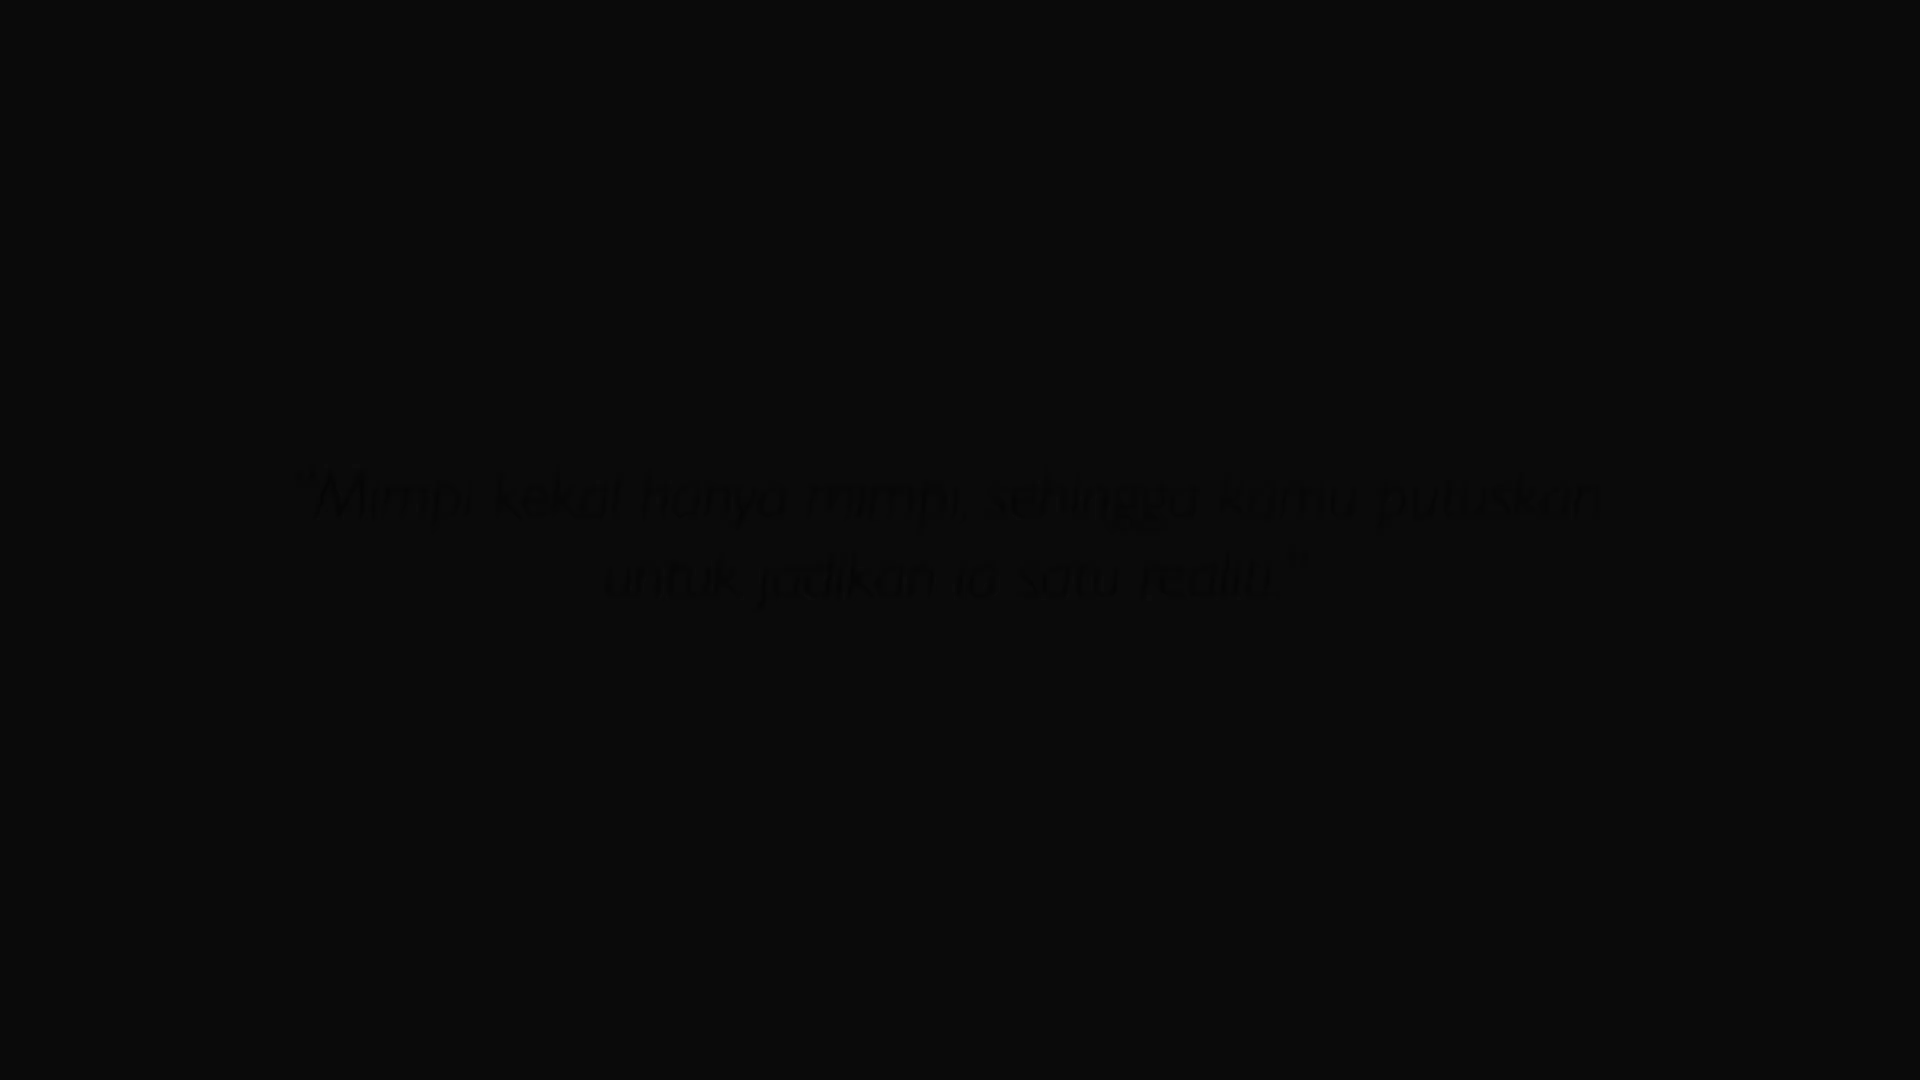 "Mimpi kekal hanya mimpi, sehingga kamu putuskan
untuk jadikan ia satu realiti."